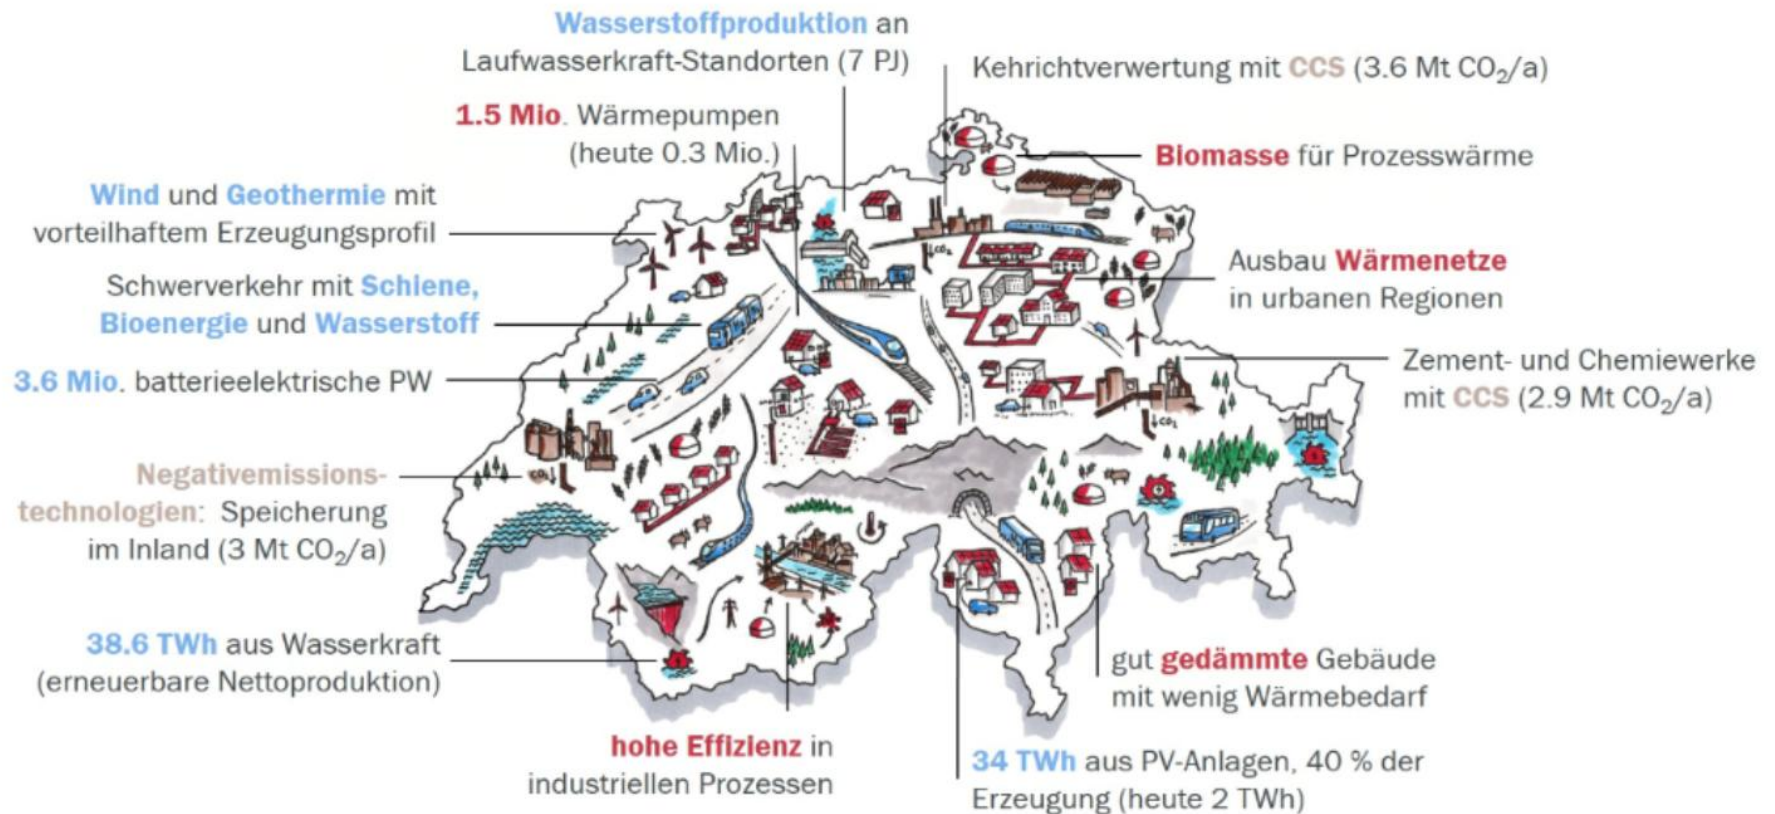 Wasserstoffproduktion an
Laufwasserkraft-Standorten (7 PJ)
Kehrichtverwertung mit CCS (3.6 Mt CO₂/a)
1.5 Mio. Wärmepumpen
(heute 0.3 Mio.)
Biomasse für Prozesswärme
Wind und Geothermie mit
vorteilhaftem Erzeugungsprofil
Ausbau Wärmenetze
in urbanen Regionen
Schwerverkehr mit Schiene,
Bioenergie und Wasserstoff
3.6 Mio. batterieelektrische PW
Zement- und Chemiewerke
mit CCS (2.9 Mt CO₂/a)
Negativemissions-
technologien: Speicherung
im Inland (3 Mt CO₂/a)
38.6 TWh aus Wasserkraft
(erneuerbare Nettoproduktion)
gut gedämmte Gebäude
mit wenig Wärmebedarf
hohe Effizienz in
industriellen Prozessen
34 TWh aus PV-Anlagen, 40 % der
Erzeugung (heute 2 TWh)
CO₂
CO₂
CO₂